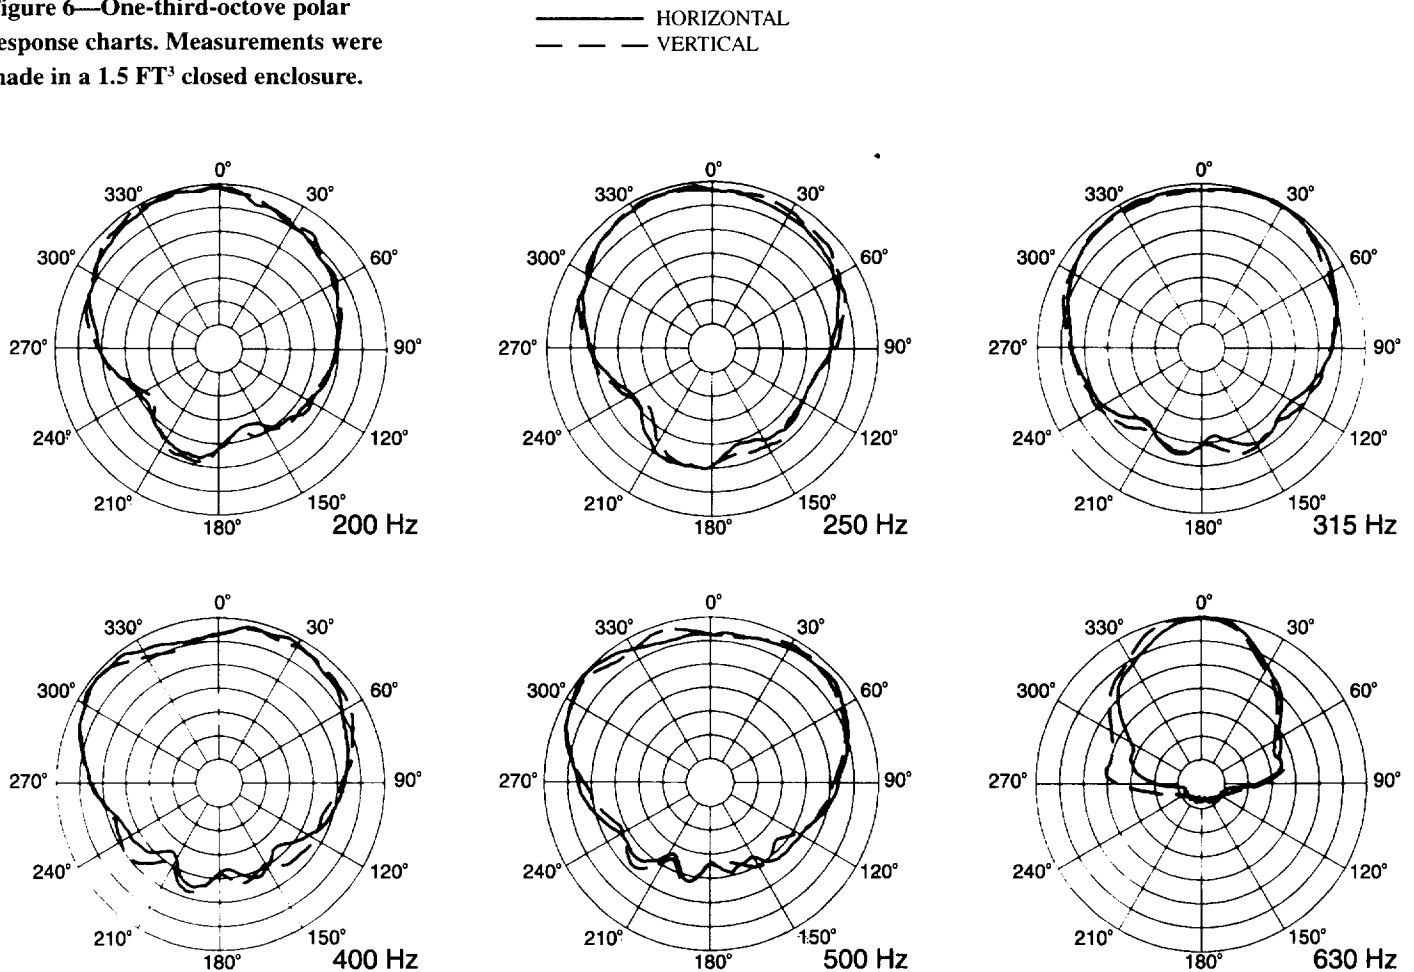 igure 6—One-third-octove polar
esponse charts. Measurements were
nade in a 1.5 FT³ closed enclosure.
HORIZONTAL
VERTICAL
0° 30° 60° 90° 120° 150° 180° 210° 240° 270° 300° 330°
200 Hz
0° 30° 60° 90° 120° 150° 180° 210° 240° 270° 300° 330°
250 Hz
0° 30° 60° 90° 120° 150° 180° 210° 240° 270° 300° 330°
315 Hz
0° 30° 60° 90° 120° 150° 180° 210° 240° 270° 300° 330°
400 Hz
0° 30° 60° 90° 120° 150° 180° 210° 240° 270° 300° 330°
500 Hz
0° 30° 60° 90° 120° 150° 180° 210° 240° 270° 300° 330°
630 Hz